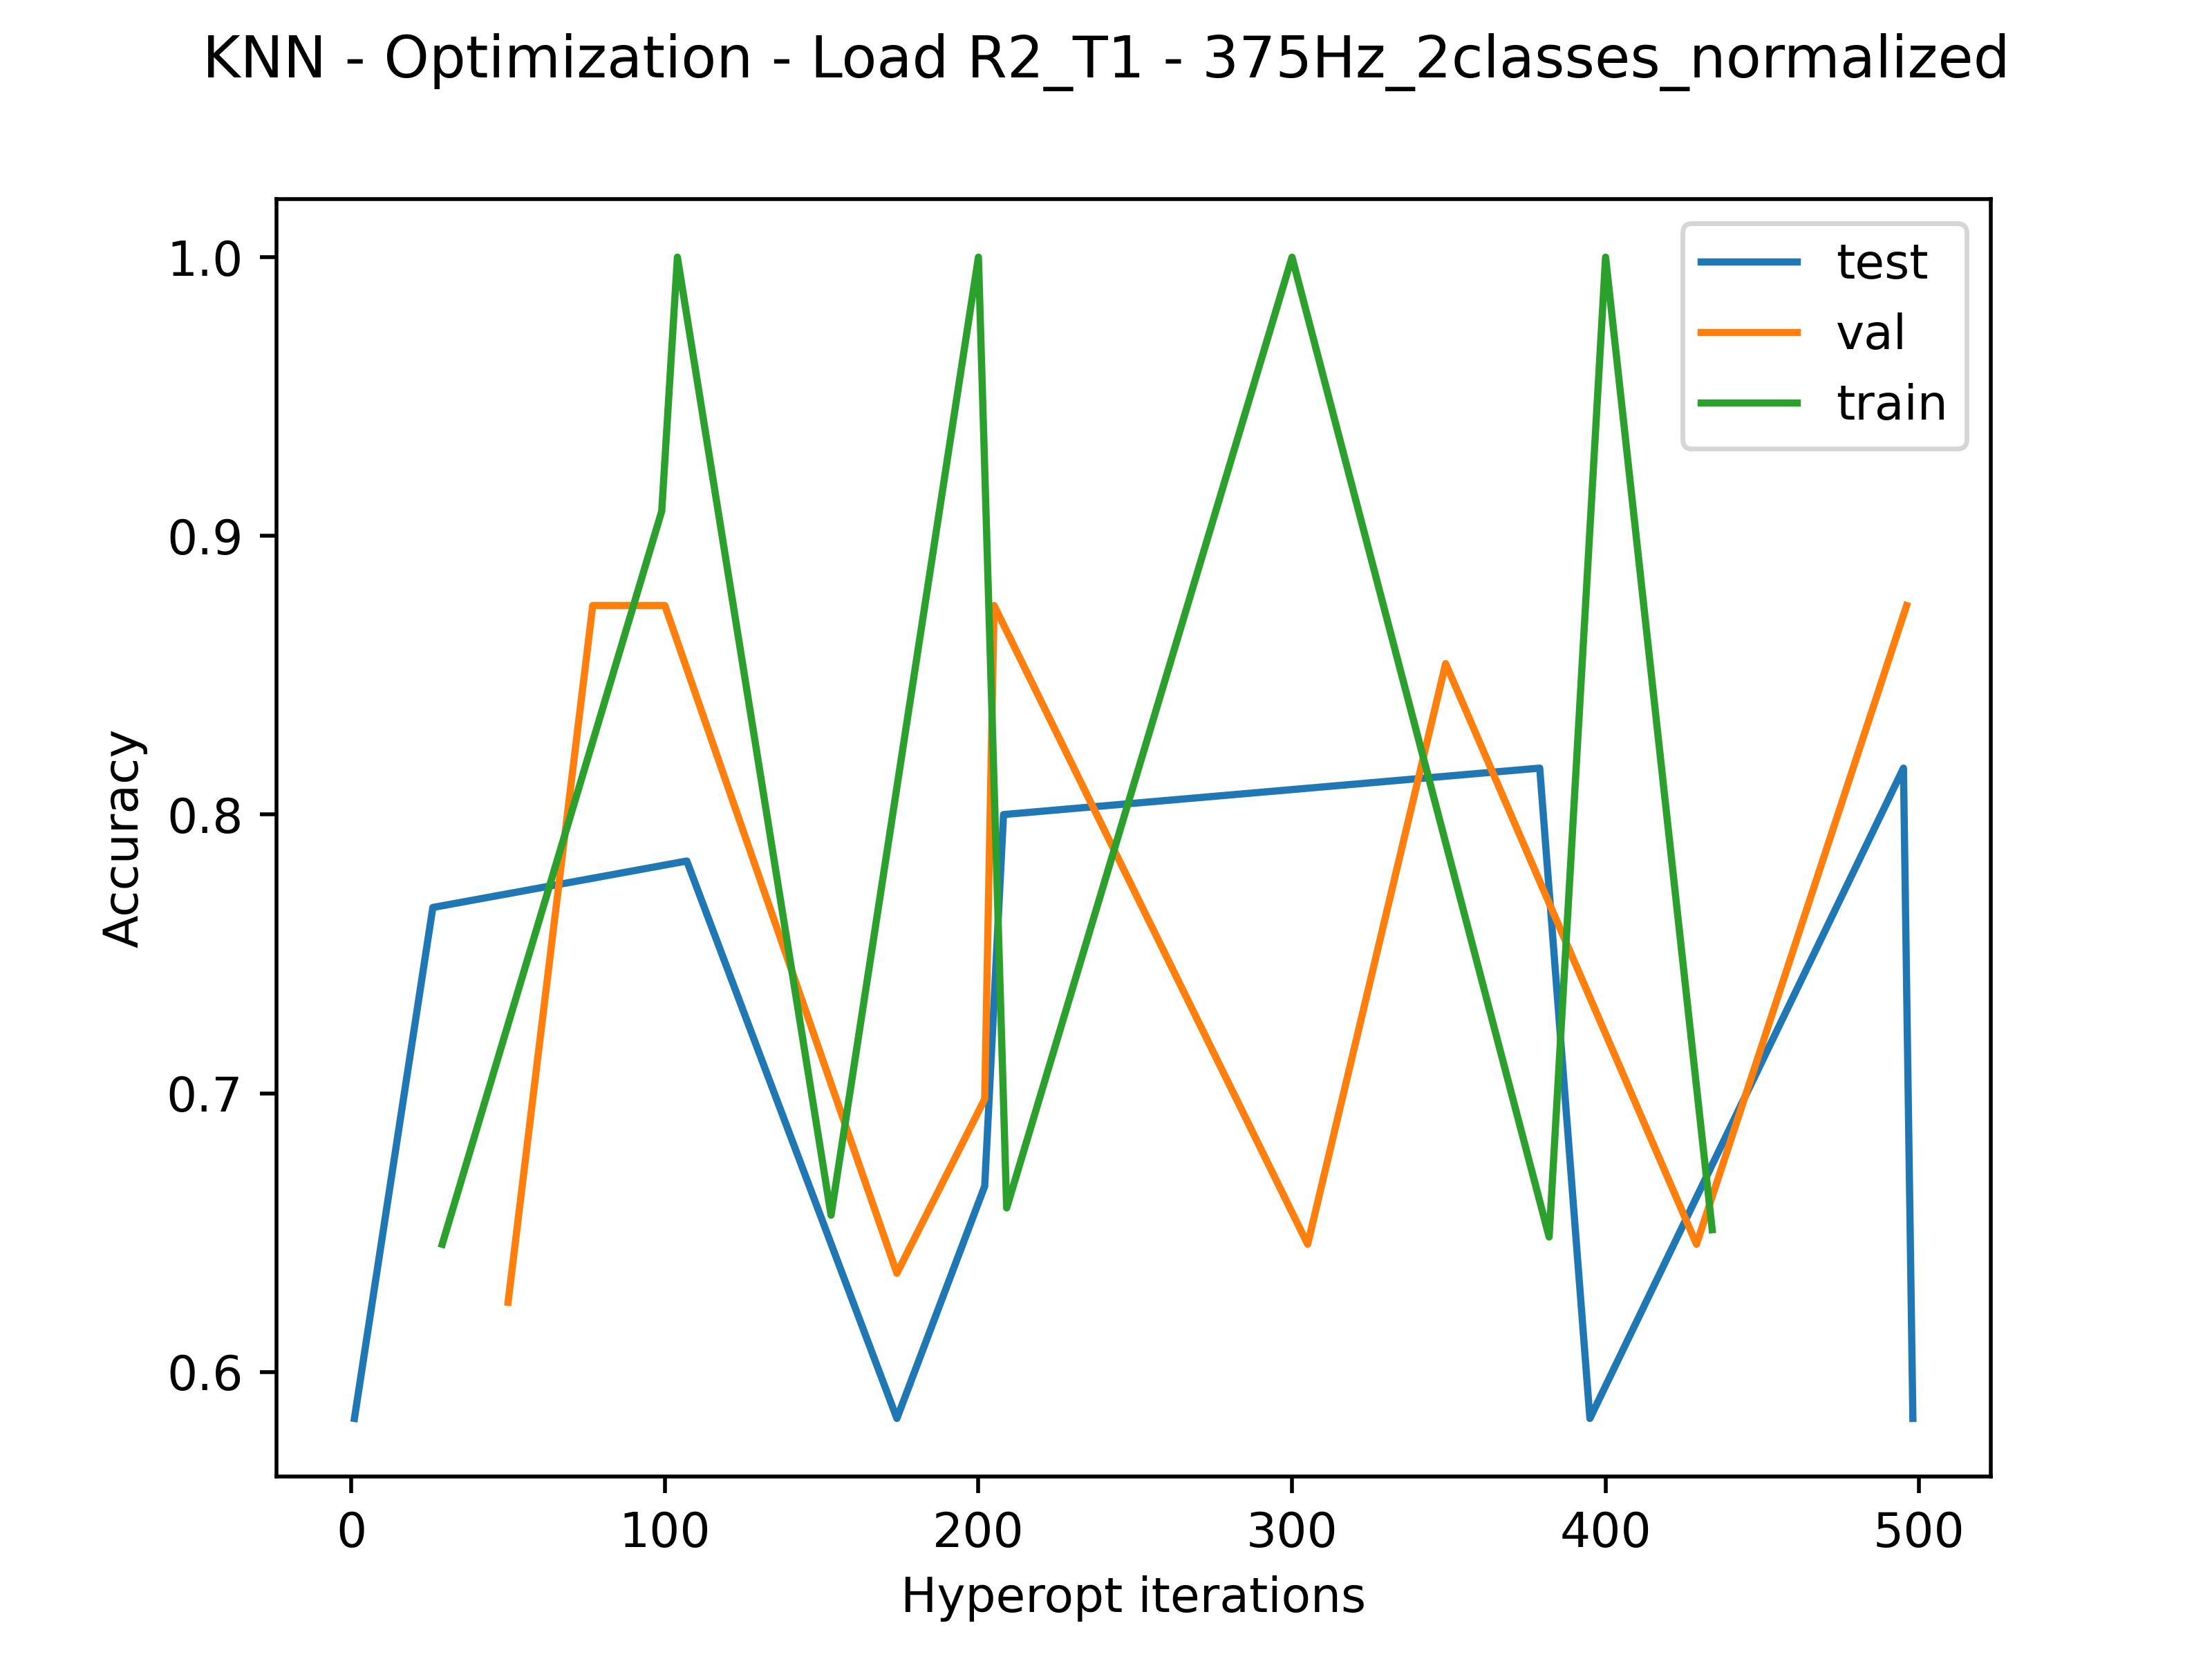 KNN - Optimization - Load R2_T1 - 375Hz_2classes_normalized
test
val
train
1.0
0.9
0.8
0.7
0.6
Accuracy
0 100 200 300 400 500
Hyperopt iterations